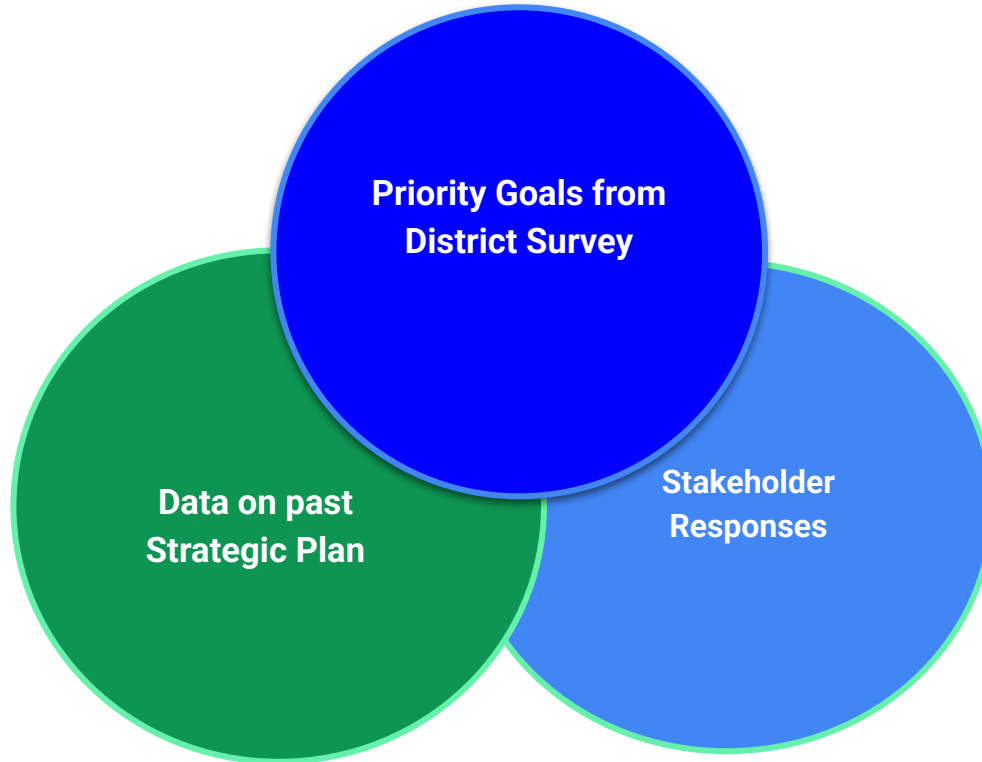 Priority Goals from
District Survey
Data on past
Strategic Plan
Stakeholder
Responses